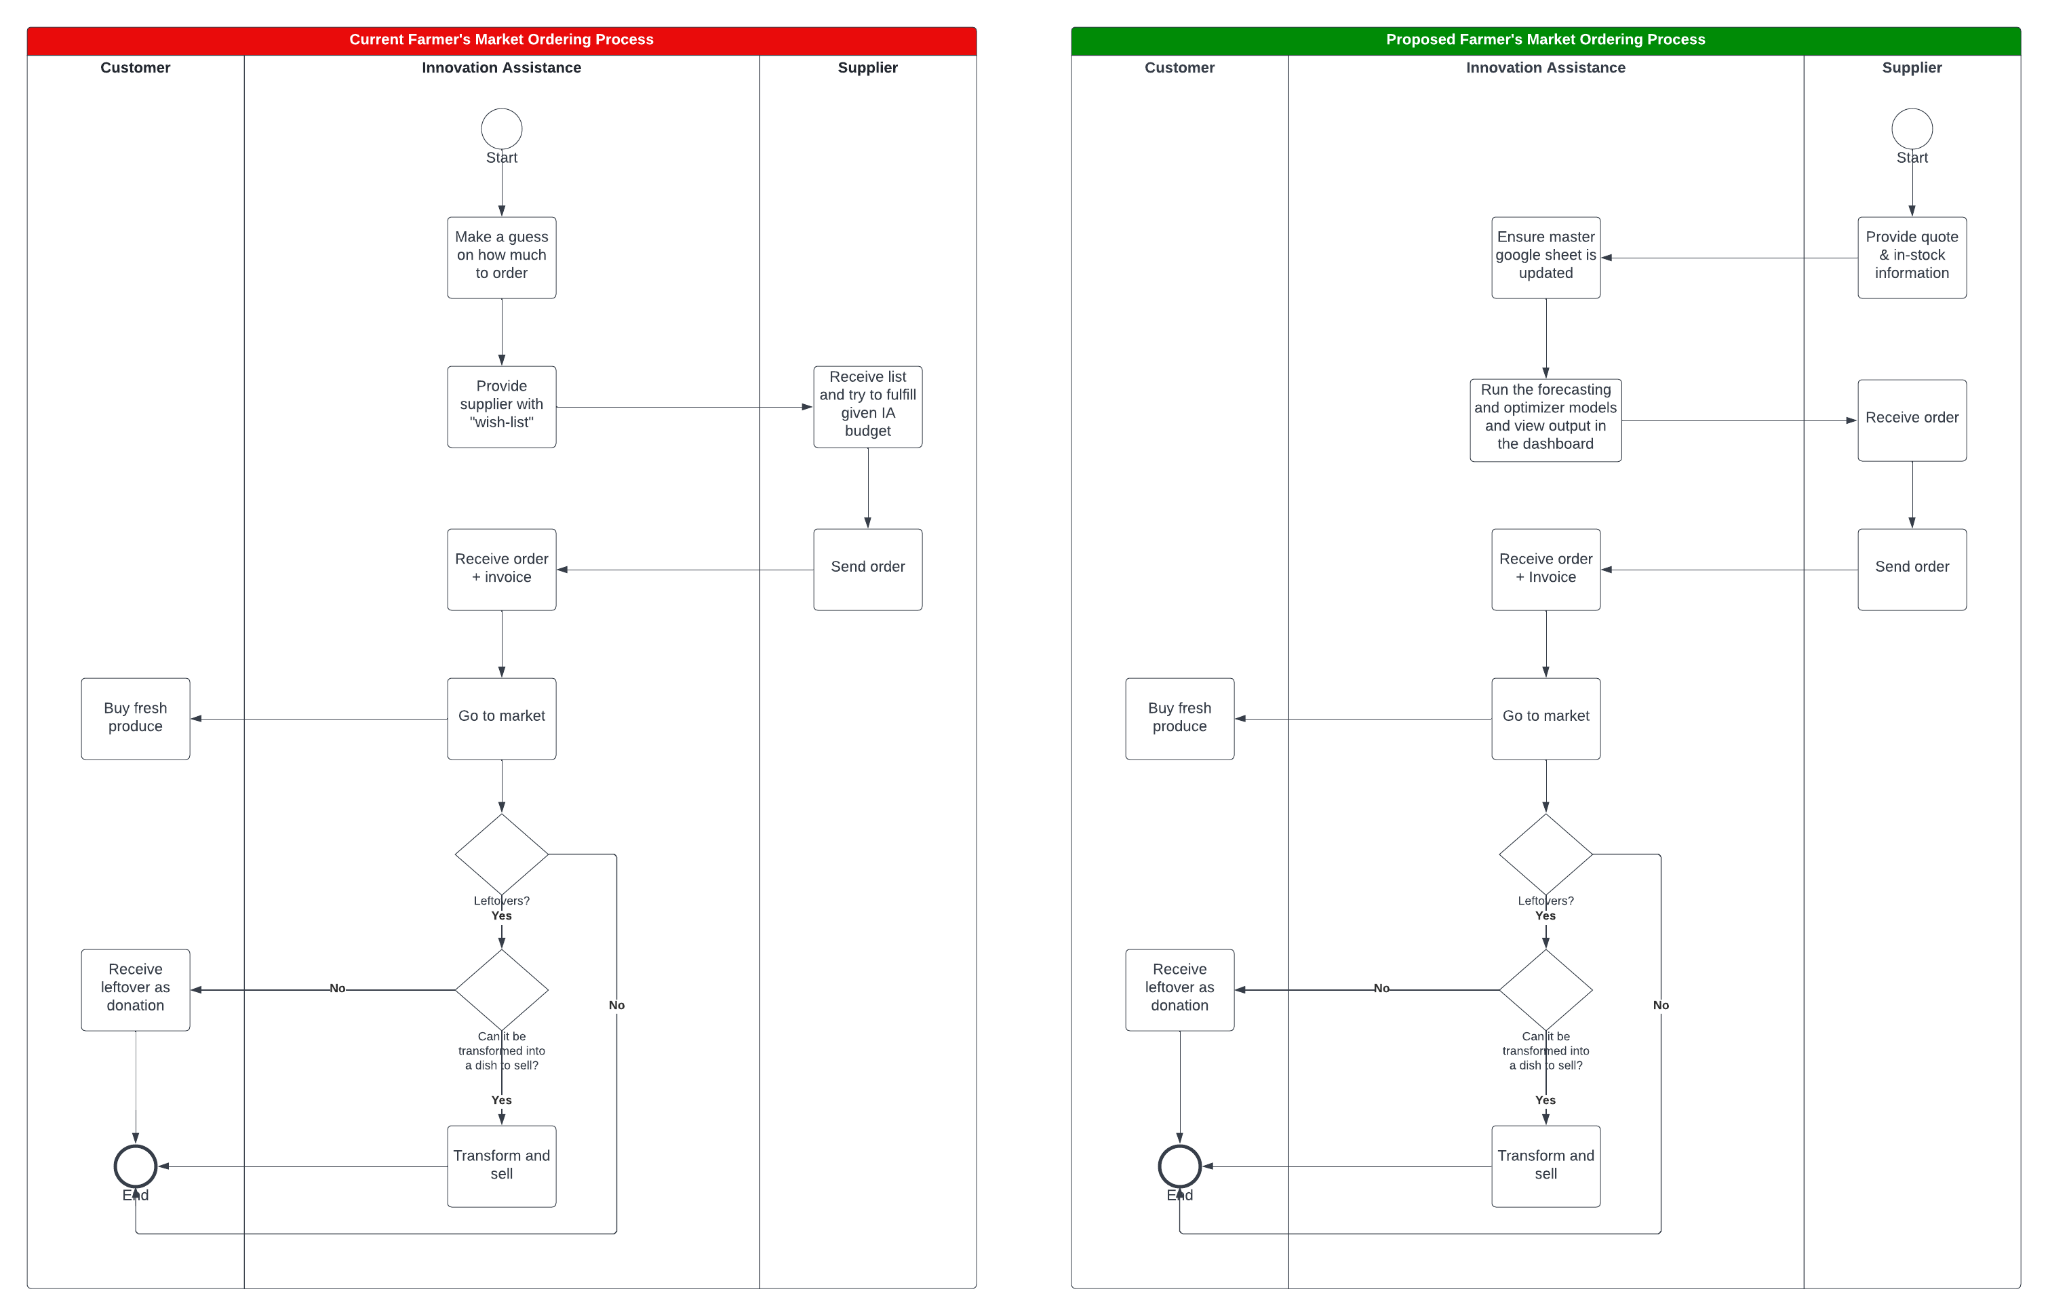 Current Farmer's Market Ordering Process
Customer
Innovation Assistance
Supplier
Start
Make a guess
on how much
to order
Provide
supplier with
"wish-list"
Receive list
and try to fulfill
given IA
budget
Receive order
+ invoice
Send order
Buy fresh
produce
Go to market
Leftovers?
Yes
Receive
leftover as
donation
No
No
Can it be
transformed into
a dish to sell?
Yes
Transform and
sell
End
Proposed Farmer's Market Ordering Process
Customer
Innovation Assistance
Supplier
Start
Ensure master
google sheet is
updated
Provide quote
& in-stock
information
Run the forecasting
and optimizer models
and view output in
the dashboard
Receive order
Receive order
+ Invoice
Send order
Buy fresh
produce
Go to market
Leftovers?
Yes
Receive
leftover as
donation
No
No
Can it be
transformed into
a dish to sell?
Yes
Transform and
sell
End